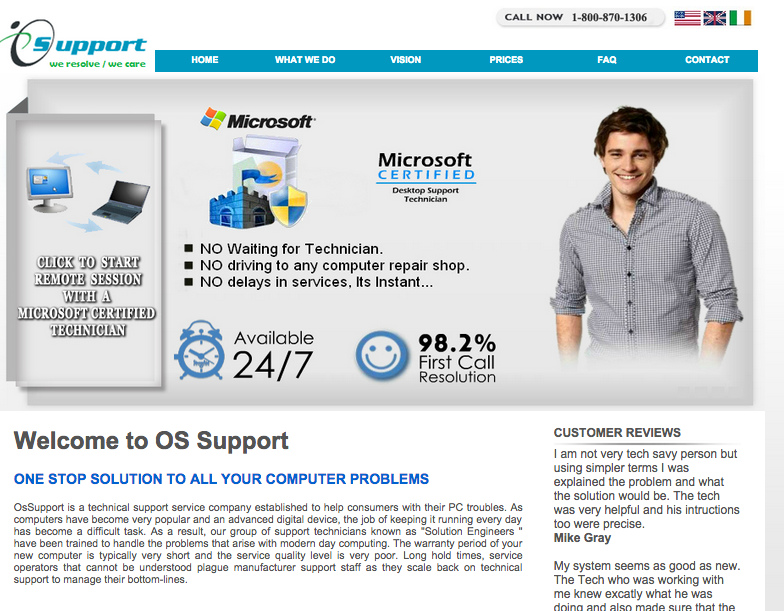 CALL NOW 1-800-870-1306
OS Support
we resolve / we care
HOME WHAT WE DO VISION PRICES FAQ CONTACT
CLICK TO START
REMOTE SESSION
WITH A
MICROSOFT CERTIFIED
TECHNICIAN
Microsoft
Microsoft
CERTIFIED
Desktop Support
Technician
NO Waiting for Technician.
NO driving to any computer repair shop.
NO delays in services, Its Instant...
Available
24/7
98.2%
First Call
Resolution
Welcome to OS Support
ONE STOP SOLUTION TO ALL YOUR COMPUTER PROBLEMS
OsSupport is a technical support service company established to help consumers with their PC troubles. As
computers have become very popular and an advanced digital device, the job of keeping it running every day
has become a difficult task. As a result, our group of support technicians known as "Solution Engineers "
have been trained to handle the problems that arise with modern day computing. The warranty period of your
new computer is typically very short and the service quality level is very poor. Long hold times, service
operators that cannot be understood plague manufacturer support staff as they scale back on technical
support to manage their bottom-lines.
CUSTOMER REVIEWS
I am not very tech savy person but
using simpler terms I was
explained the problem and what
the solution would be. The tech
was very helpful and his intructions
too were precise.
Mike Gray
My system seems as good as new.
The Tech who was working with
me knew excatly what he was
doing and also made sure that the